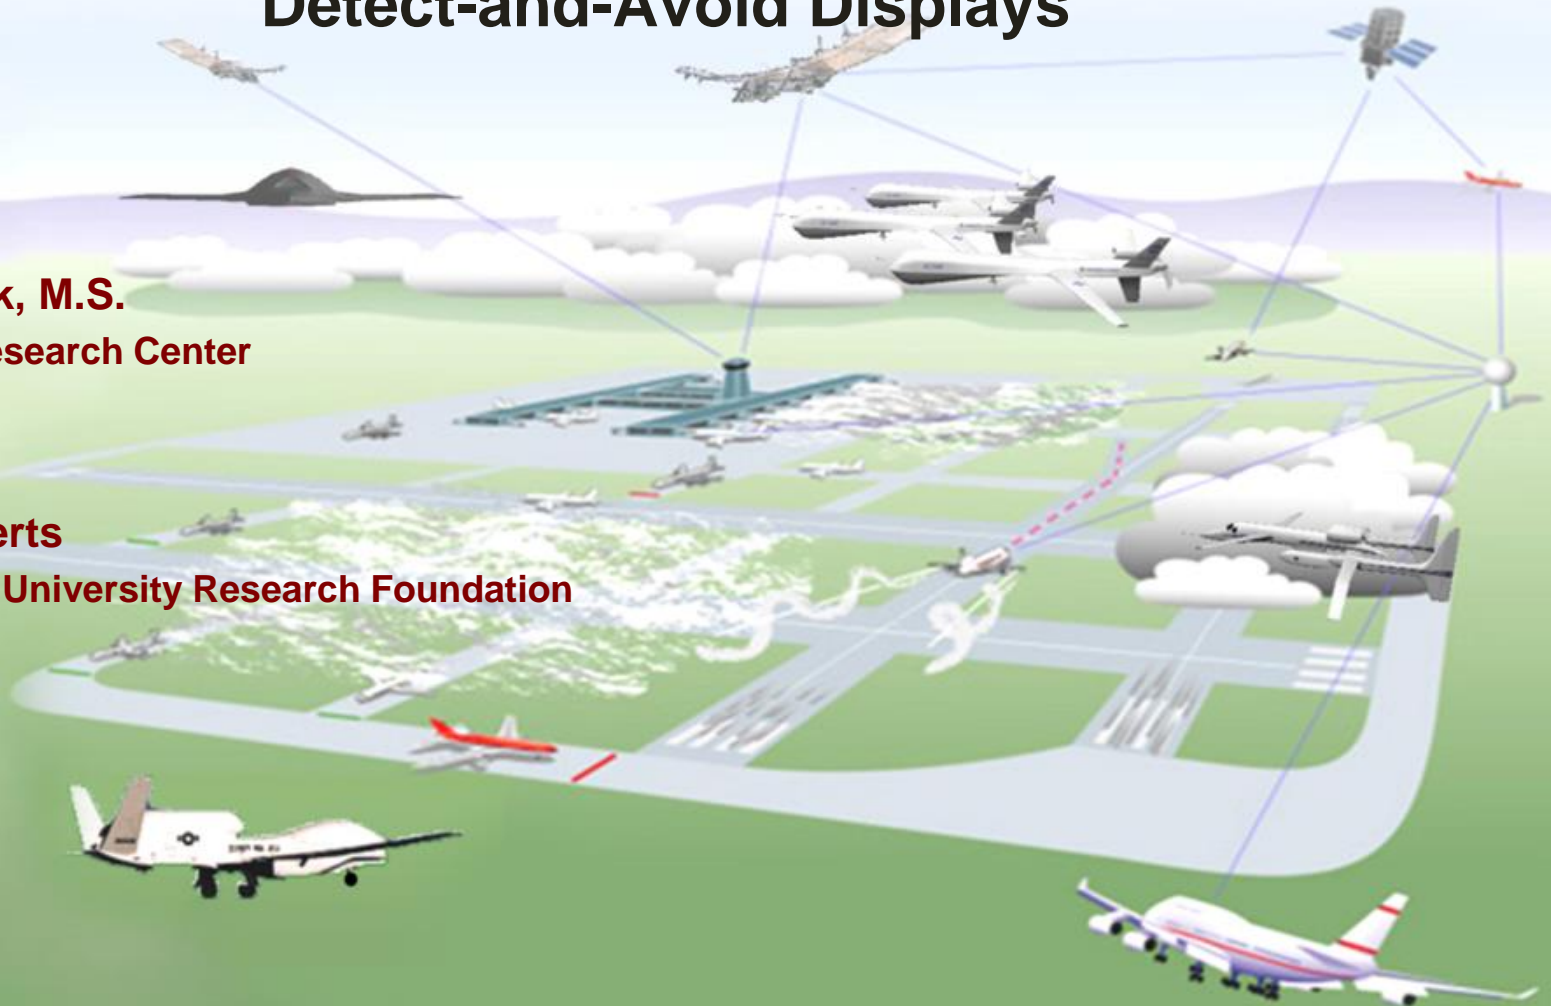 Detect-and-Avoid Displays
k, M.S.
esearch Center
erts
University Research Foundation